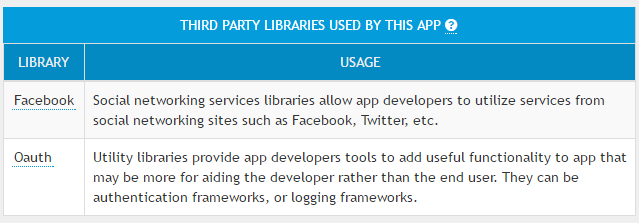 THIRD PARTY LIBRARIES USED BY THIS APP ?
LIBRARY USAGE
Facebook Social networking services libraries allow app developers to utilize services from
social networking sites such as Facebook, Twitter, etc.
Oauth Utility libraries provide app developers tools to add useful functionality to app that
may be more for aiding the developer rather than the end user. They can be
authentication frameworks, or logging frameworks.